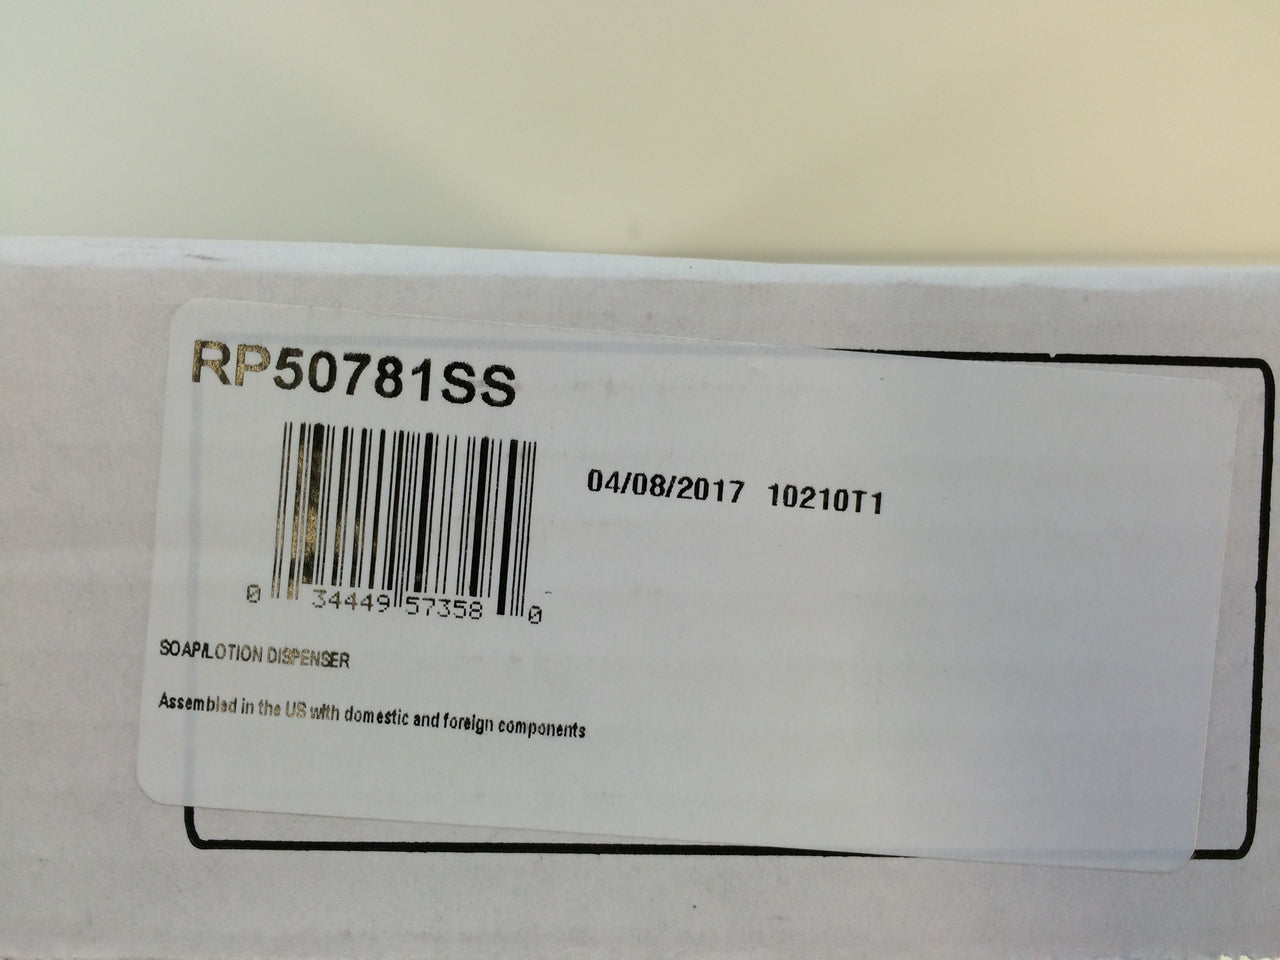 RP50781SS
04/08/2017 10210T1
0 34449 57358 0
SOAP/LOTION DISPENSER
Assembled in the US with domestic and foreign components